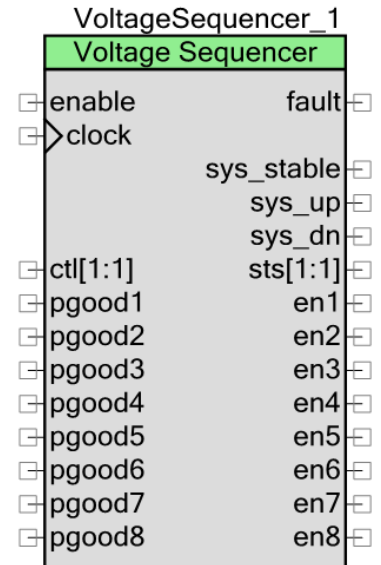 VoltageSequencer_1
Voltage Sequencer
enable fault
clock
sys_stable
sys_up
sys_dn
ctl[1:1] sts[1:1]
pgood1 en1
pgood2 en2
pgood3 en3
pgood4 en4
pgood5 en5
pgood6 en6
pgood7 en7
pgood8 en8